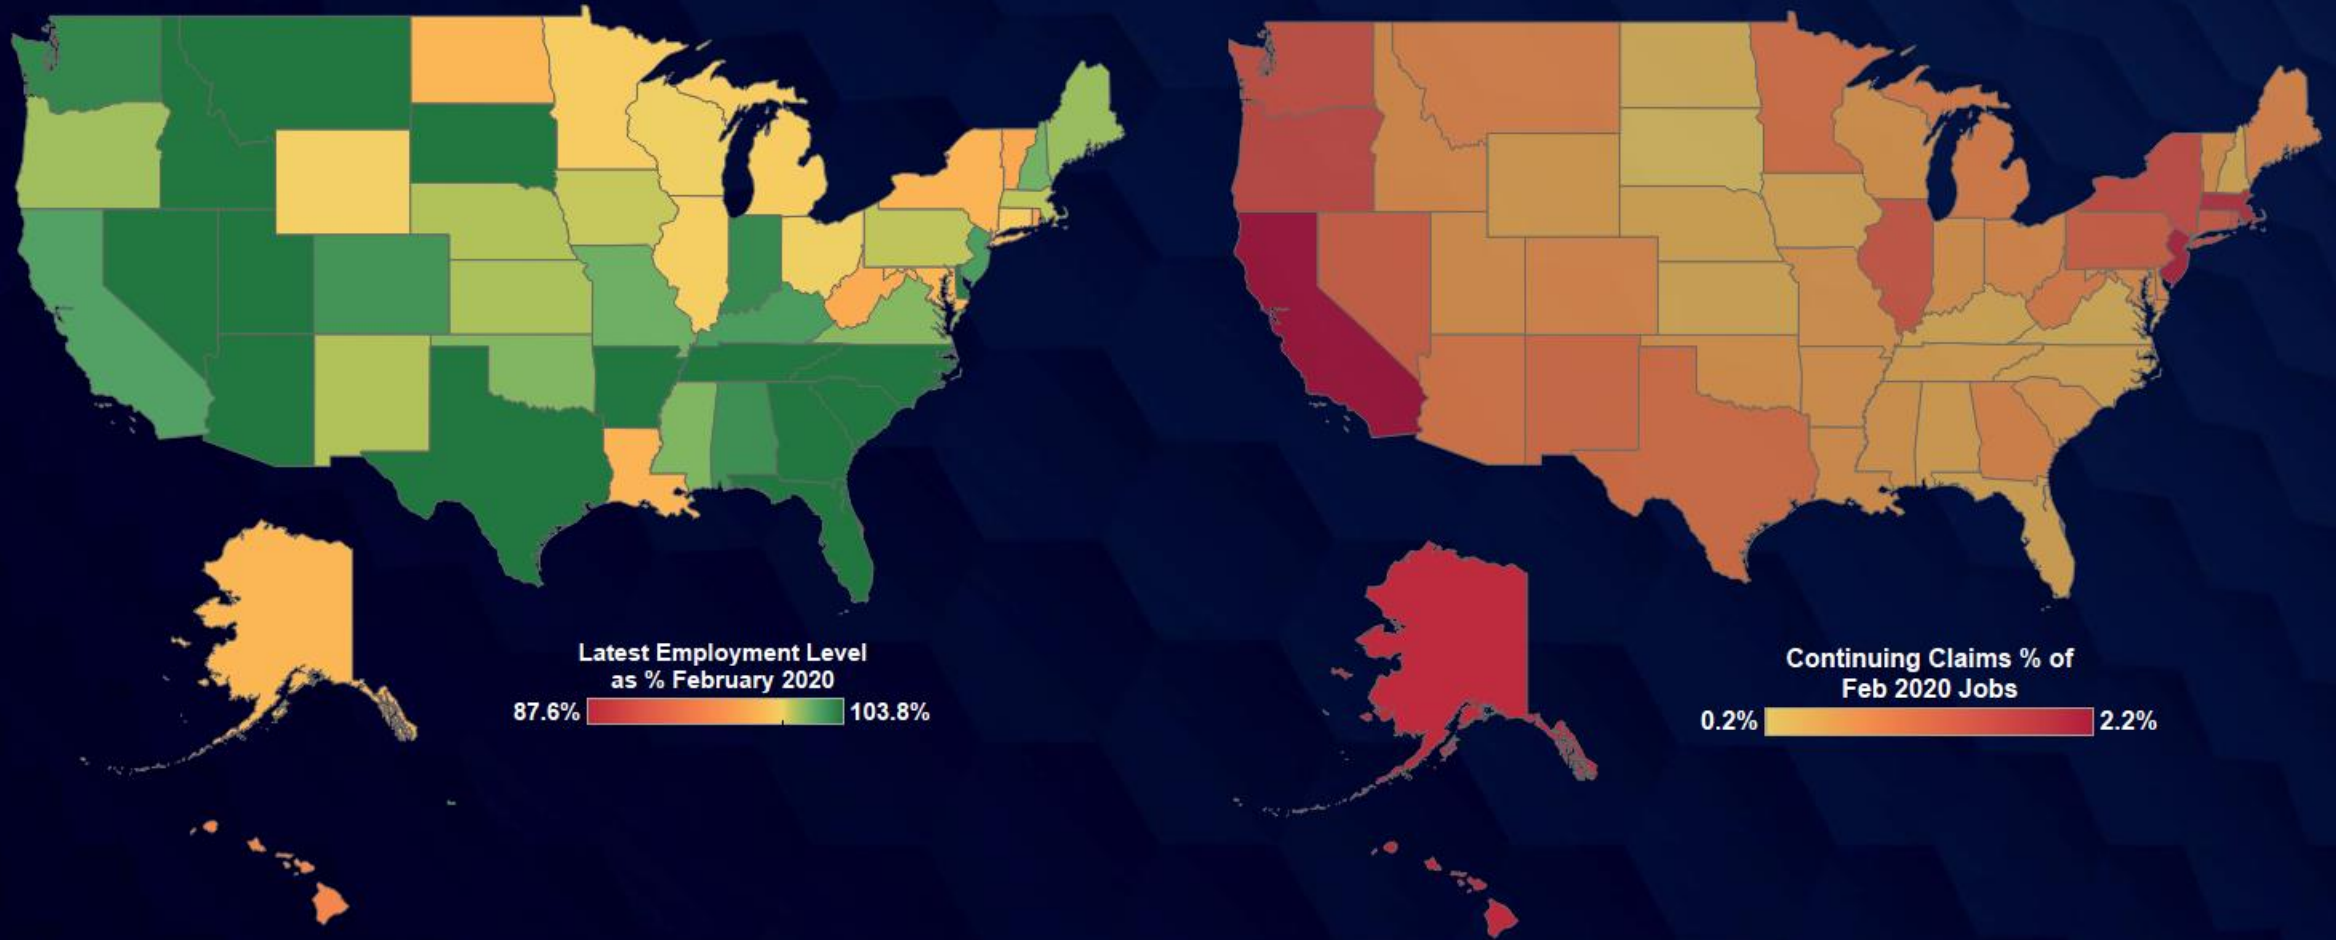 Latest Employment Level
as % February 2020
87.6% 103.8%
Continuing Claims % of
Feb 2020 Jobs
0.2% 2.2%